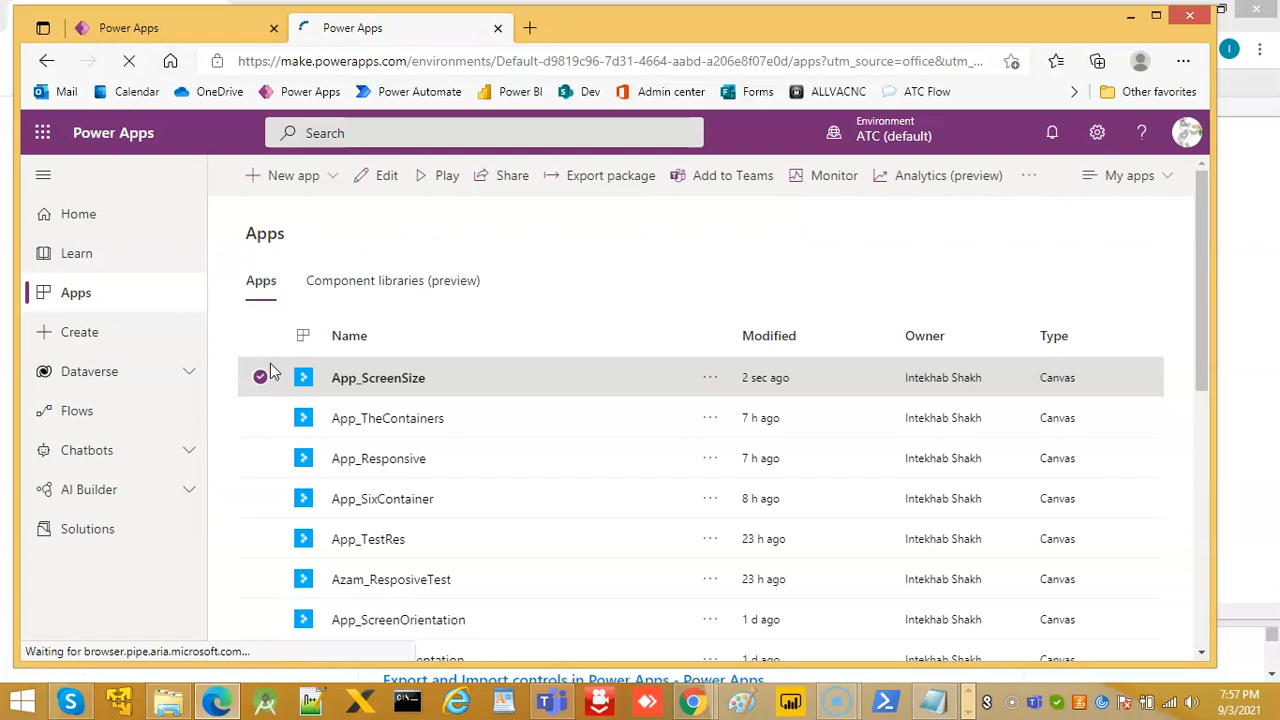 Power Apps
Power Apps
https://make.powerapps.com/environments/Default-d9819c96-7d31-4664-aabd-a206e8f07e0d/apps?utm_source=office&utm_...
Mail Calendar OneDrive Power Apps Power Automate Power BI Dev Admin center Forms ALLVACNC ATC Flow Other favorites
Power Apps
Search
Environment
ATC (default)
New app Edit Play Share Export package Add to Teams Monitor Analytics (preview) ... My apps
Home
Learn
Apps
Create
Dataverse
Flows
Chatbots
AI Builder
Solutions
Apps
Apps Component libraries (preview)
Name Modified Owner Type
App_ScreenSize ... 2 sec ago Intekhab Shakh Canvas
App_TheContainers ... 7 h ago Intekhab Shakh Canvas
App_Responsive ... 7 h ago Intekhab Shakh Canvas
App_SixContainer ... 8 h ago Intekhab Shakh Canvas
App_TestRes ... 23 h ago Intekhab Shakh Canvas
Azam_ResposiveTest ... 23 h ago Intekhab Shakh Canvas
App_ScreenOrientation ... 1 d ago Intekhab Shakh Canvas
1 d ago Intekhab Shakh Canvas
Waiting for browser.pipe.aria.microsoft.com...
Export and Import controls in Power Apps - Power Apps
7:57 PM
9/3/2021